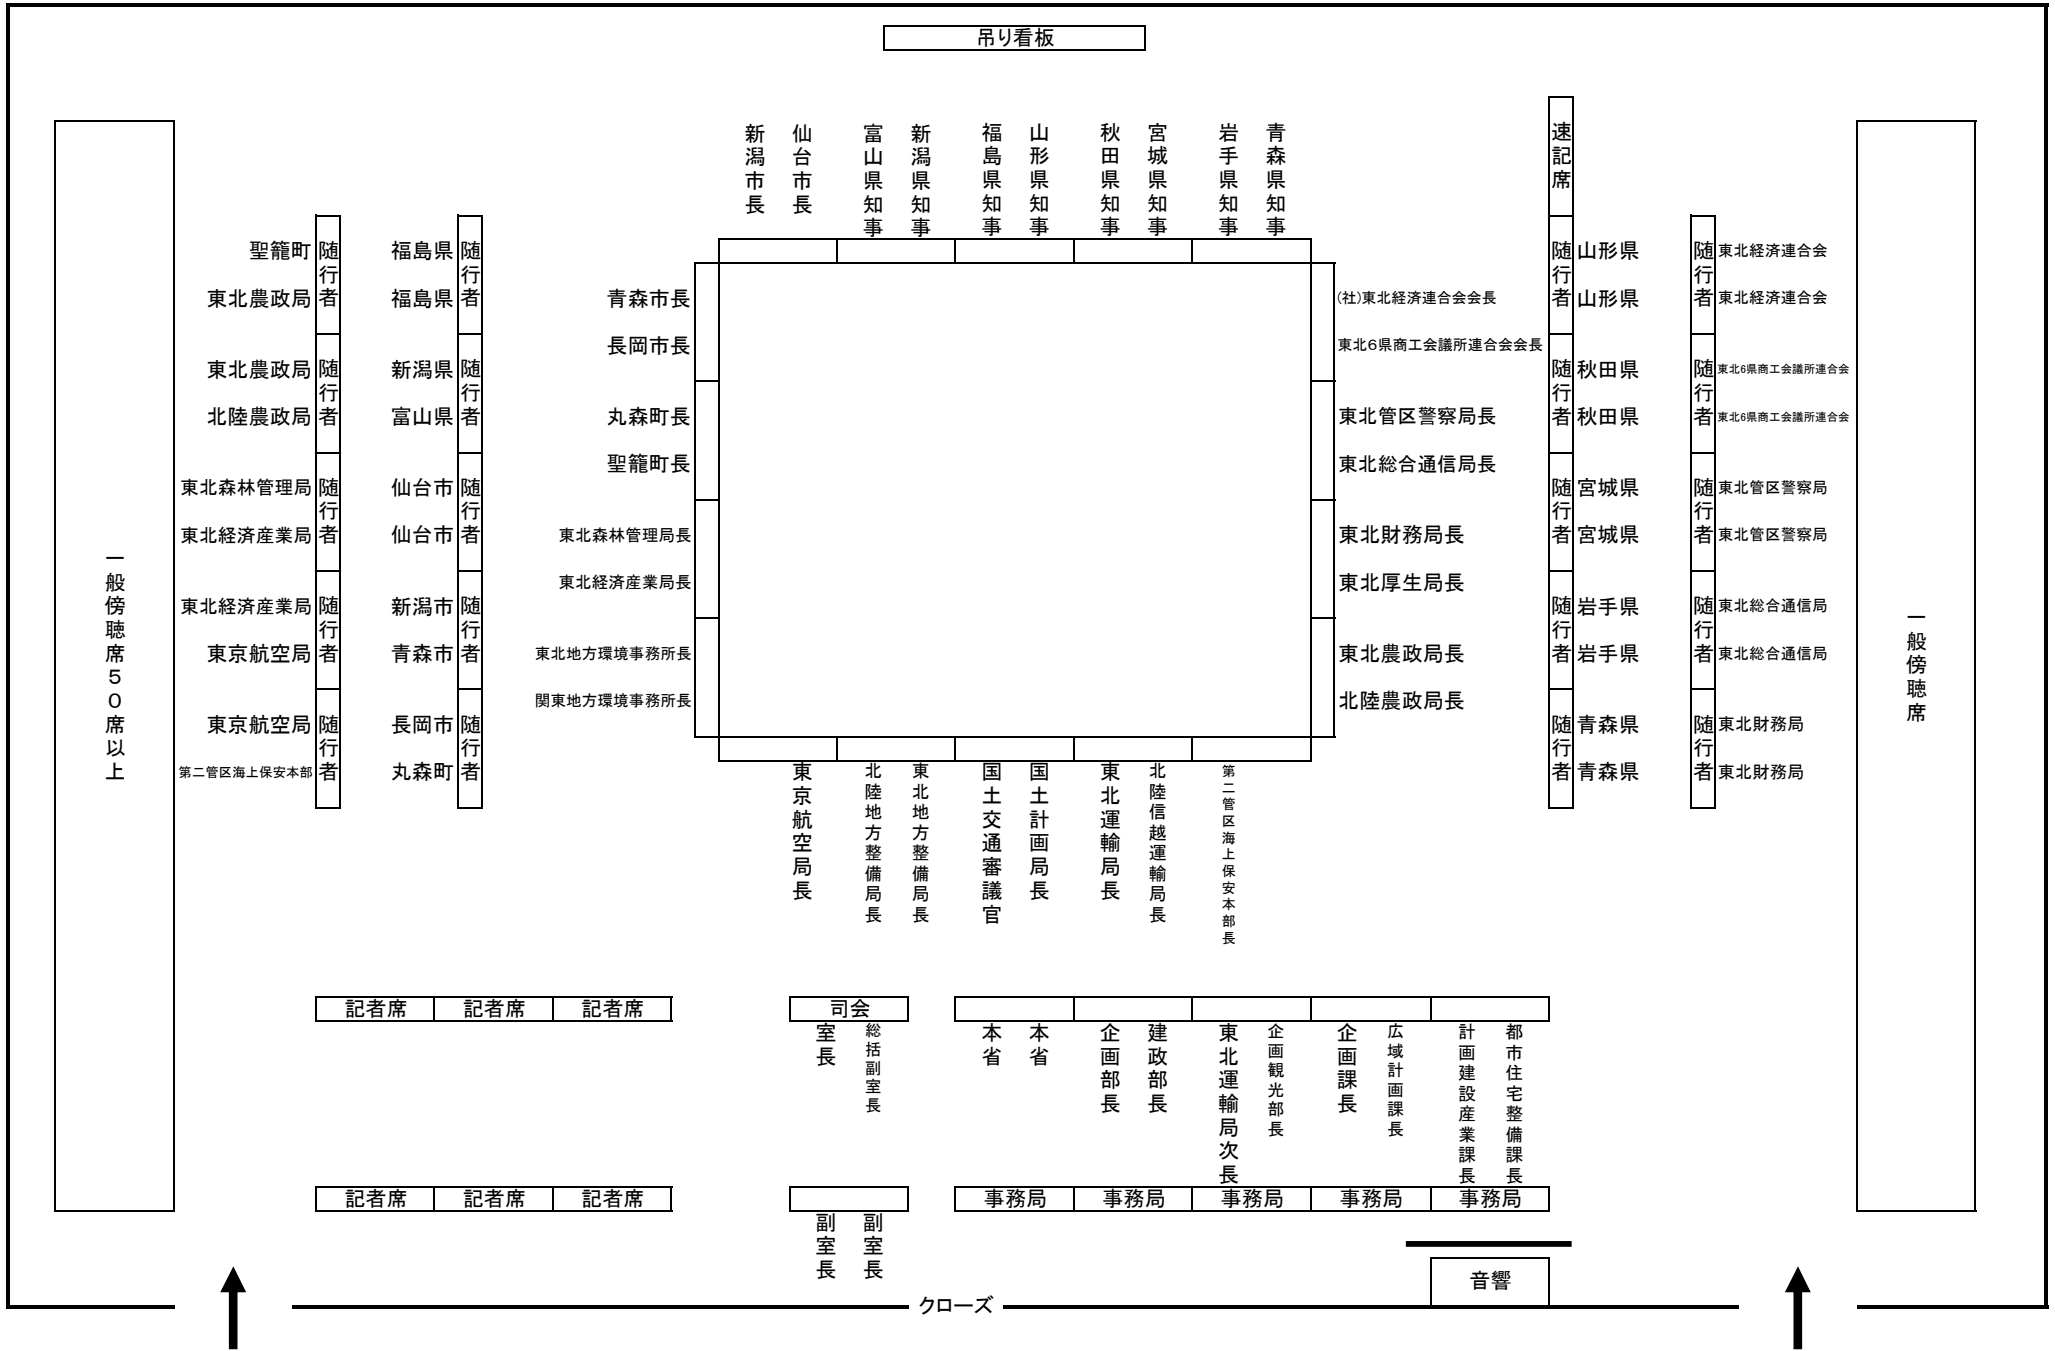 吊り看板
新潟市長
仙台市長
富山県知事
新潟県知事
福島県知事
山形県知事
秋田県知事
宮城県知事
岩手県知事
青森県知事
一般傍聴席50席以上
聖籠町
東北農政局
随行者
東北農政局
北陸農政局
随行者
東北森林管理局
東北経済産業局
随行者
東北経済産業局
東京航空局
随行者
東京航空局
第二管区海上保安本部
随行者
福島県
福島県
随行者
新潟県
富山県
随行者
仙台市
仙台市
随行者
新潟市
青森市
随行者
長岡市
丸森町
随行者
青森市長
長岡市長
丸森町長
聖籠町長
東北森林管理局長
東北経済産業局長
東北地方環境事務所長
関東地方環境事務所長
(社)東北経済連合会会長
東北6県商工会議所連合会会長
東北管区警察局長
東北総合通信局長
東北財務局長
東北厚生局長
東北農政局長
北陸農政局長
速記席
随行者
山形県
山形県
随行者
秋田県
秋田県
随行者
宮城県
宮城県
随行者
岩手県
岩手県
随行者
青森県
青森県
随行者
東北経済連合会
東北経済連合会
随行者
東北6県商工会議所連合会
東北6県商工会議所連合会
随行者
東北管区警察局
東北管区警察局
随行者
東北総合通信局
東北総合通信局
随行者
東北財務局
東北財務局
一般傍聴席
東京航空局長
北陸地方整備局長
東北地方整備局長
国土交通審議官
国土計画局長
東北運輸局長
北陸信越運輸局長
第二管区海上保安本部長
記者席
記者席
記者席
司会
室長
総括副室長
本省
本省
企画部長
建政部長
東北運輸局次長
企画観光部長
企画課長
広域計画課長
計画建設産業課長
都市住宅整備課長
記者席
記者席
記者席
副室長
副室長
事務局
事務局
事務局
事務局
事務局
音響
クローズ